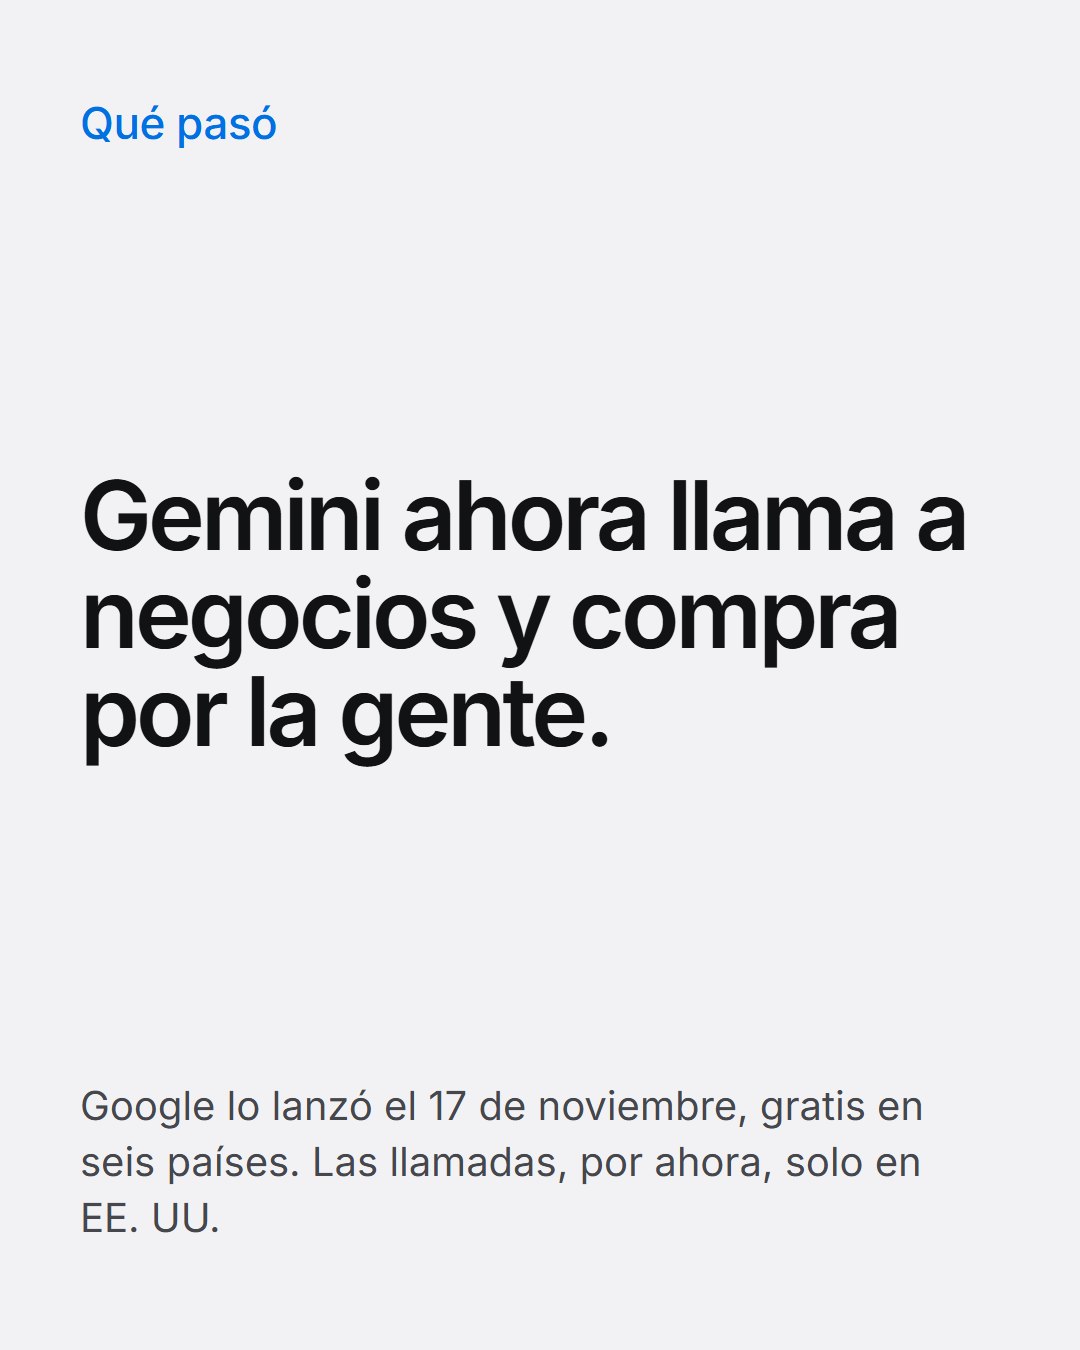 Qué pasó
Gemini ahora llama a
negocios y compra
por la gente.
Google lo lanzó el 17 de noviembre, gratis en
seis países. Las llamadas, por ahora, solo en
EE. UU.